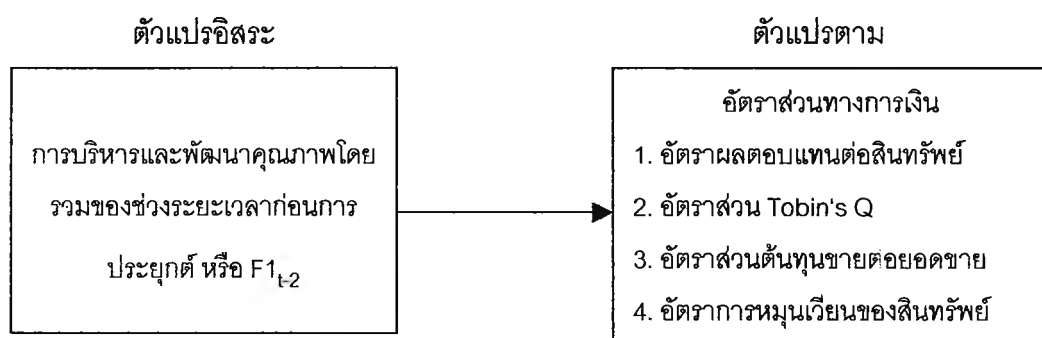 ตัวแปรอิสระ
การบริหารและพัฒนาคุณภาพโดย
รวมของช่วงระยะเวลาก่อนการ
ประยุกต์ หรือ F1t-2
ตัวแปรตาม
อัตราส่วนทางการเงิน
1. อัตราผลตอบแทนต่อสินทรัพย์
2. อัตราส่วน Tobin's Q
3. อัตราส่วนต้นทุนขายต่อยอดขาย
4. อัตราการหมุนเวียนของสินทรัพย์